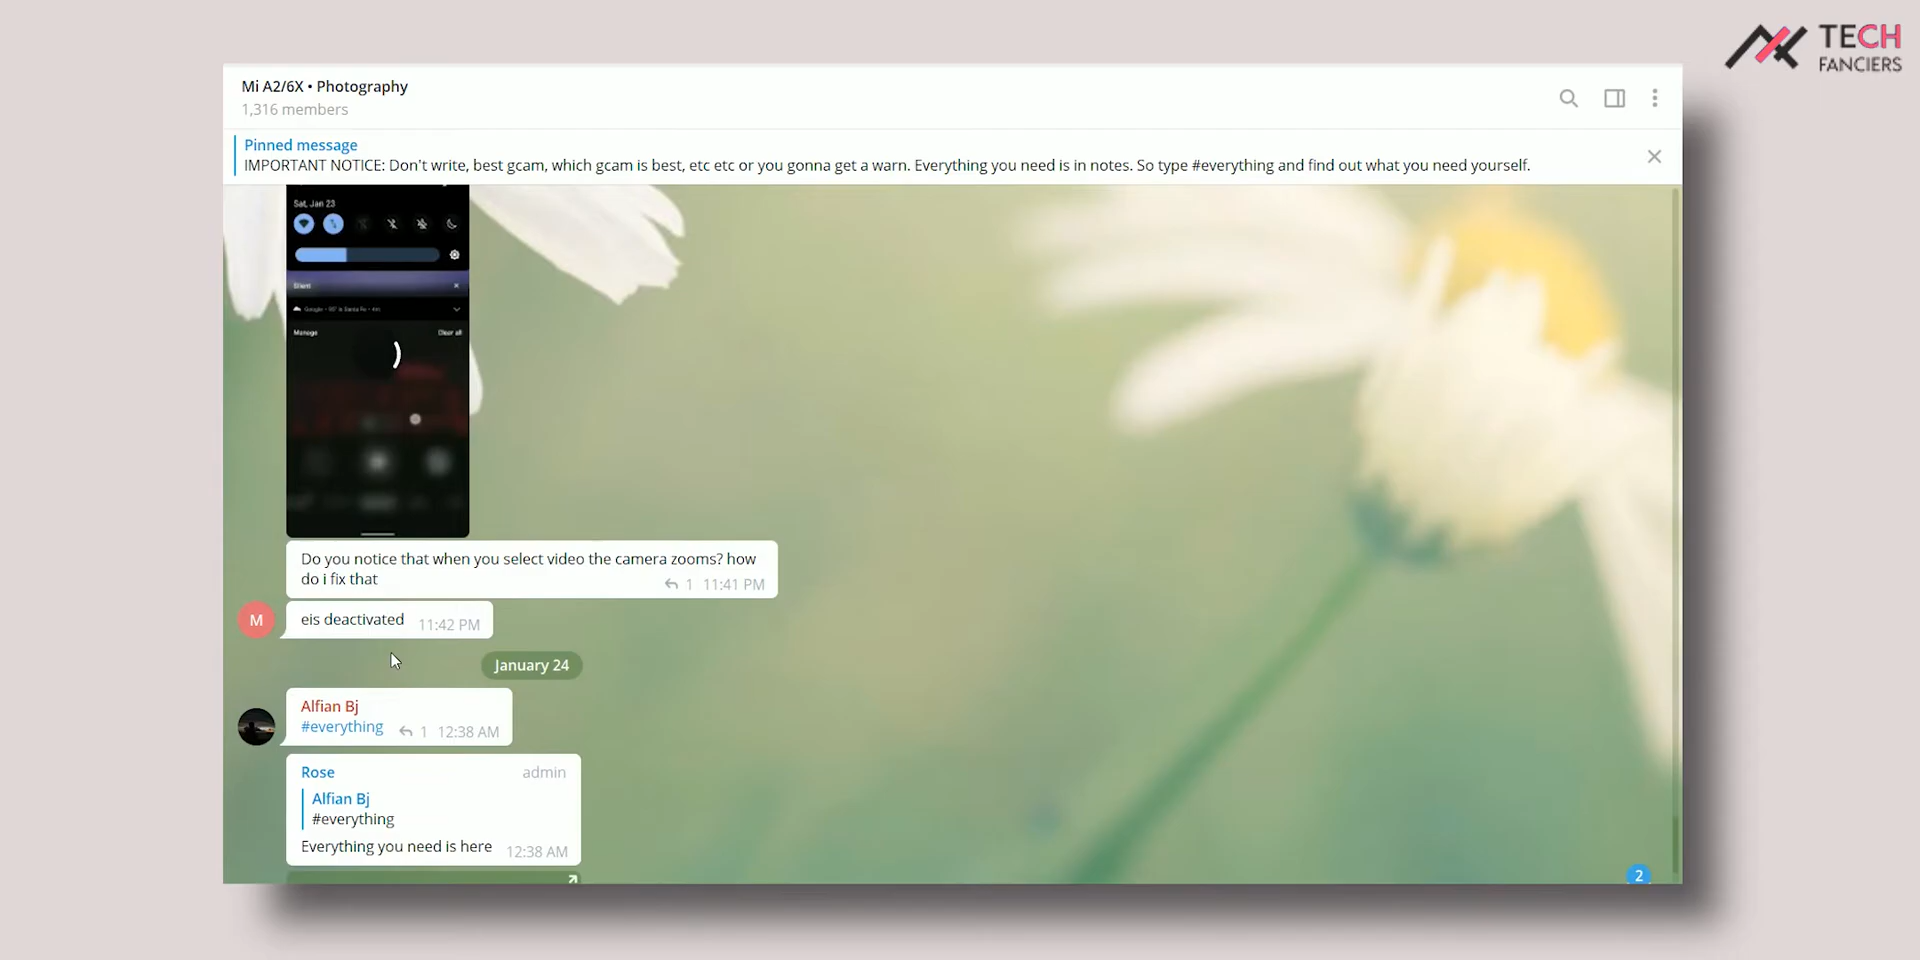 TECH
FANCIERS
Mi A2/6X • Photography
1,316 members
Pinned message
IMPORTANT NOTICE: Don't write, best gcam, which gcam is best, etc etc or you gonna get a warn. Everything you need is in notes. So type #everything and find out what you need yourself.
Sat, Jan 23
Silent
Manage Clear all
Do you notice that when you select video the camera zooms? how
do i fix that
1 11:41 PM
M
eis deactivated 11:42 PM
January 24
Alfian Bj
#everything 1 12:38 AM
Rose admin
Alfian Bj
#everything
Everything you need is here 12:38 AM
2